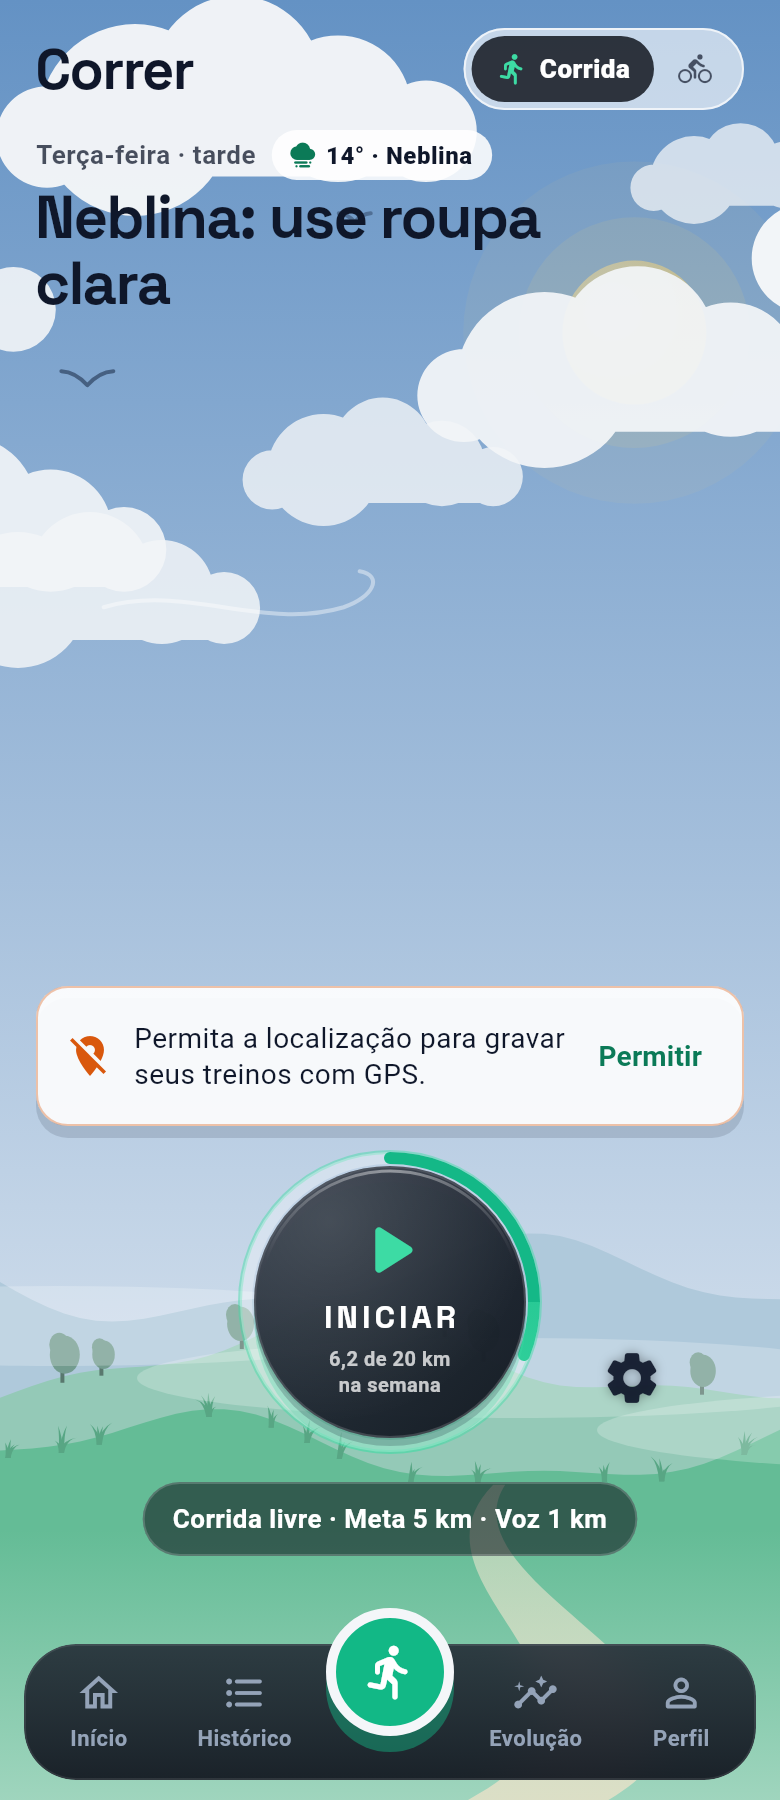 Correr
Corrida
Terça-feira · tarde
14° · Neblina
Neblina: use roupa
clara
Permita a localização para gravar
seus treinos com GPS.
Permitir
INICIAR
6,2 de 20 km
na semana
Corrida livre · Meta 5 km · Voz 1 km
Início
Histórico
Evolução
Perfil